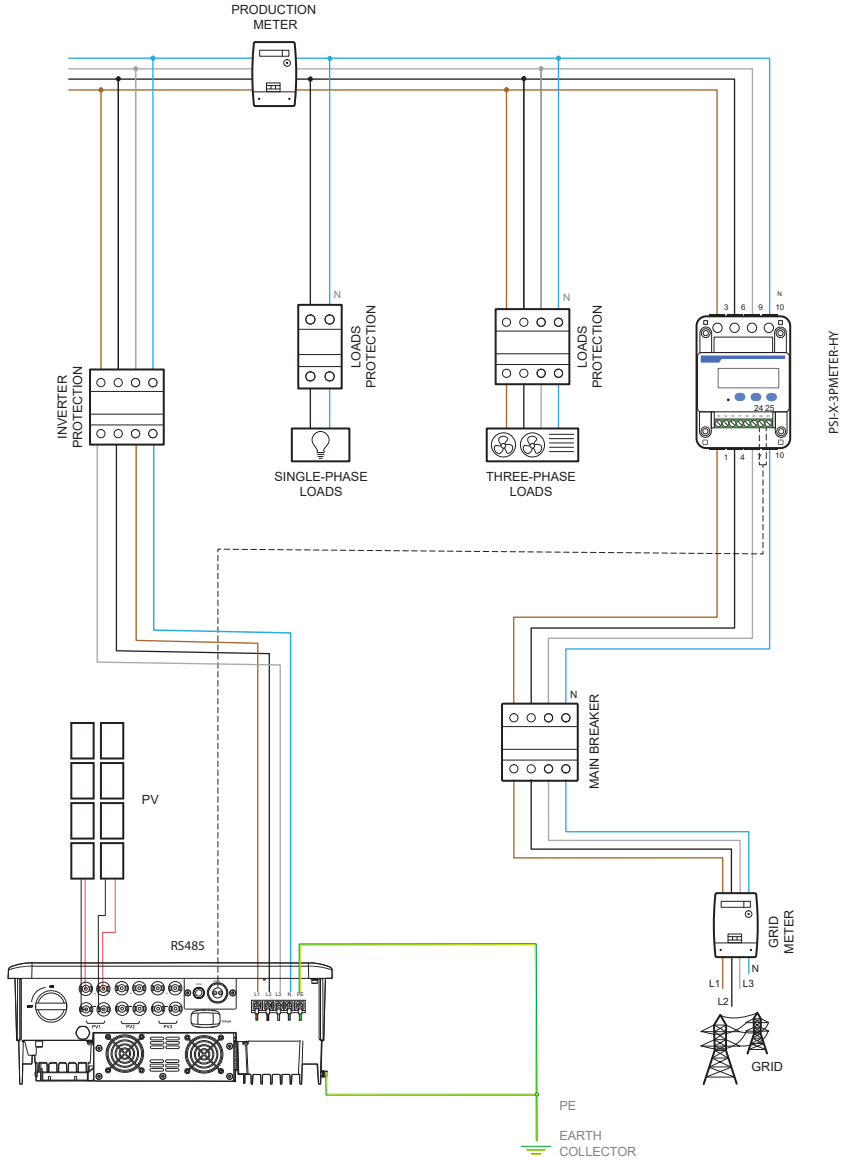 PRODUCTION
METER
N
N
N
3 6 9 10
INVERTER
PROTECTION
LOADS
PROTECTION
LOADS
PROTECTION
PSI-X-3PMETER-HY
24 25
1 4 7 10
SINGLE-PHASE
LOADS
THREE-PHASE
LOADS
N
MAIN BREAKER
PV
RS485
GRID
METER
N
L1 L3
L2
L1 L2 L3 N PE
ON
OFF
PV1 PV2 PV3
GRID
PE
EARTH
COLLECTOR